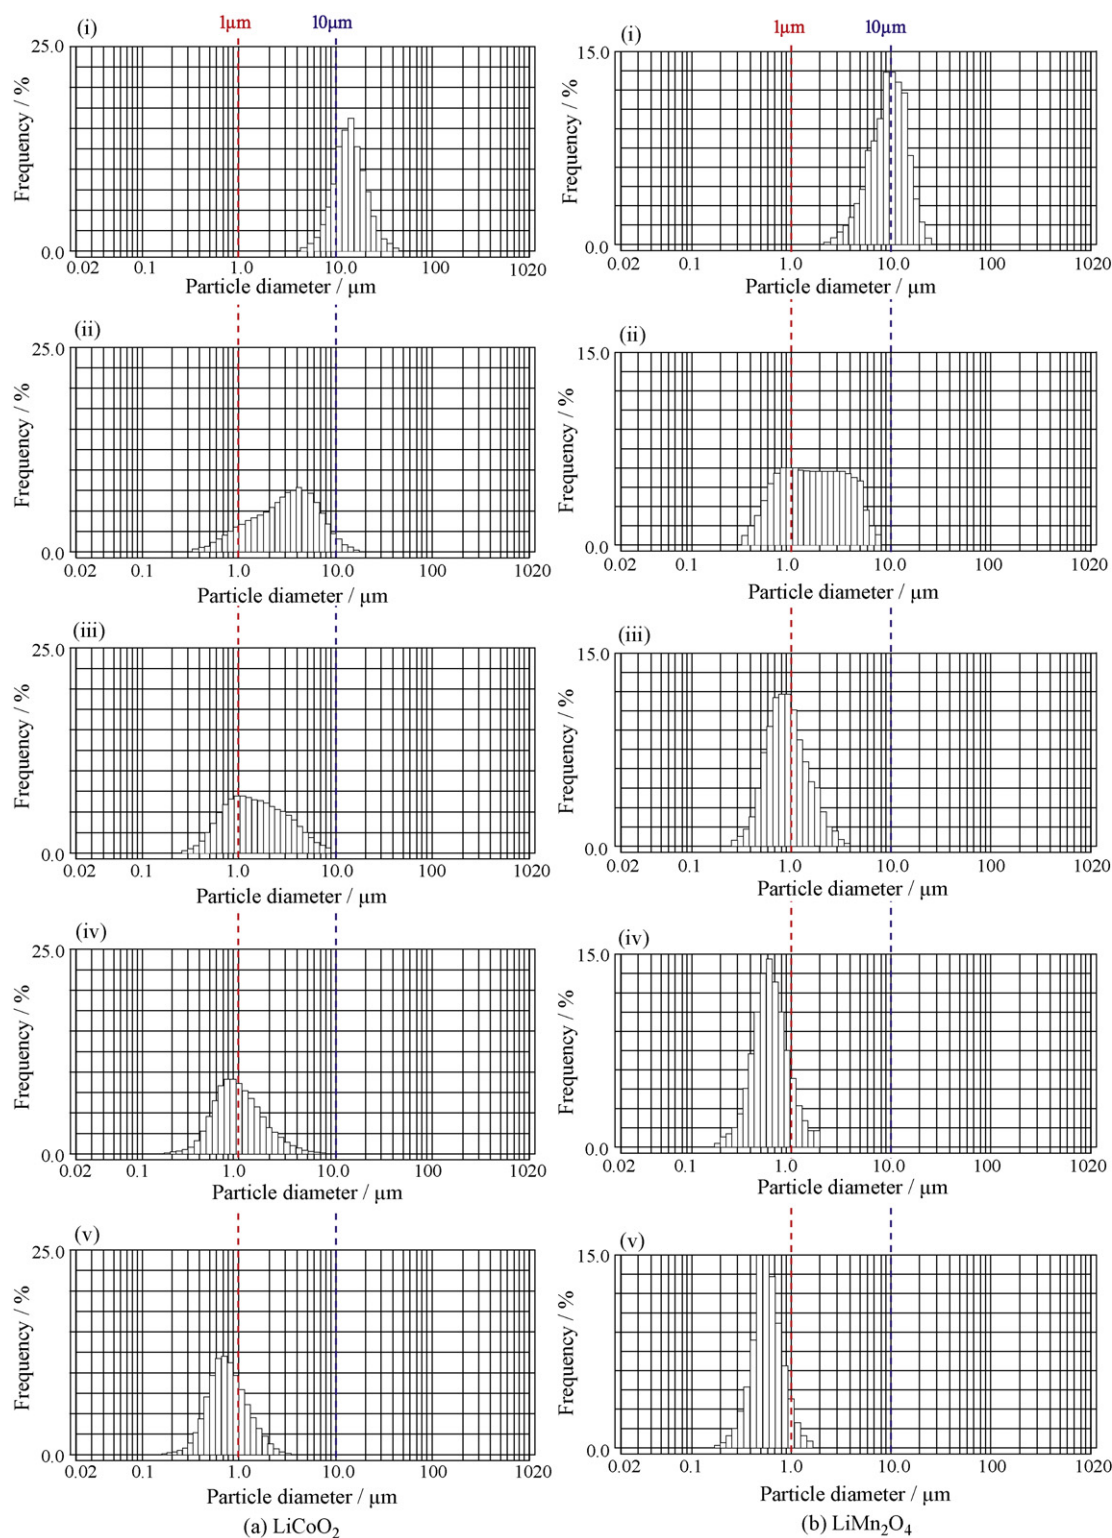 1μm 10μm
(i)
25.0
Frequency / %
0.0
0.02 0.1 1.0 10.0 100 1020
Particle diameter / μm
(ii)
25.0
Frequency / %
0.0
0.02 0.1 1.0 10.0 100 1020
Particle diameter / μm
(iii)
25.0
Frequency / %
0.0
0.02 0.1 1.0 10.0 100 1020
Particle diameter / μm
(iv)
25.0
Frequency / %
0.0
0.02 0.1 1.0 10.0 100 1020
Particle diameter / μm
(v)
25.0
Frequency / %
0.0
0.02 0.1 1.0 10.0 100 1020
Particle diameter / μm
(a) LiCoO₂
1μm 10μm
(i)
15.0
Frequency / %
0.0
0.02 0.1 1.0 10.0 100 1020
Particle diameter / μm
(ii)
15.0
Frequency / %
0.0
0.02 0.1 1.0 10.0 100 1020
Particle diameter / μm
(iii)
15.0
Frequency / %
0.0
0.02 0.1 1.0 10.0 100 1020
Particle diameter / μm
(iv)
15.0
Frequency / %
0.0
0.02 0.1 1.0 10.0 100 1020
Particle diameter / μm
(v)
15.0
Frequency / %
0.0
0.02 0.1 1.0 10.0 100 1020
Particle diameter / μm
(b) LiMn₂O₄